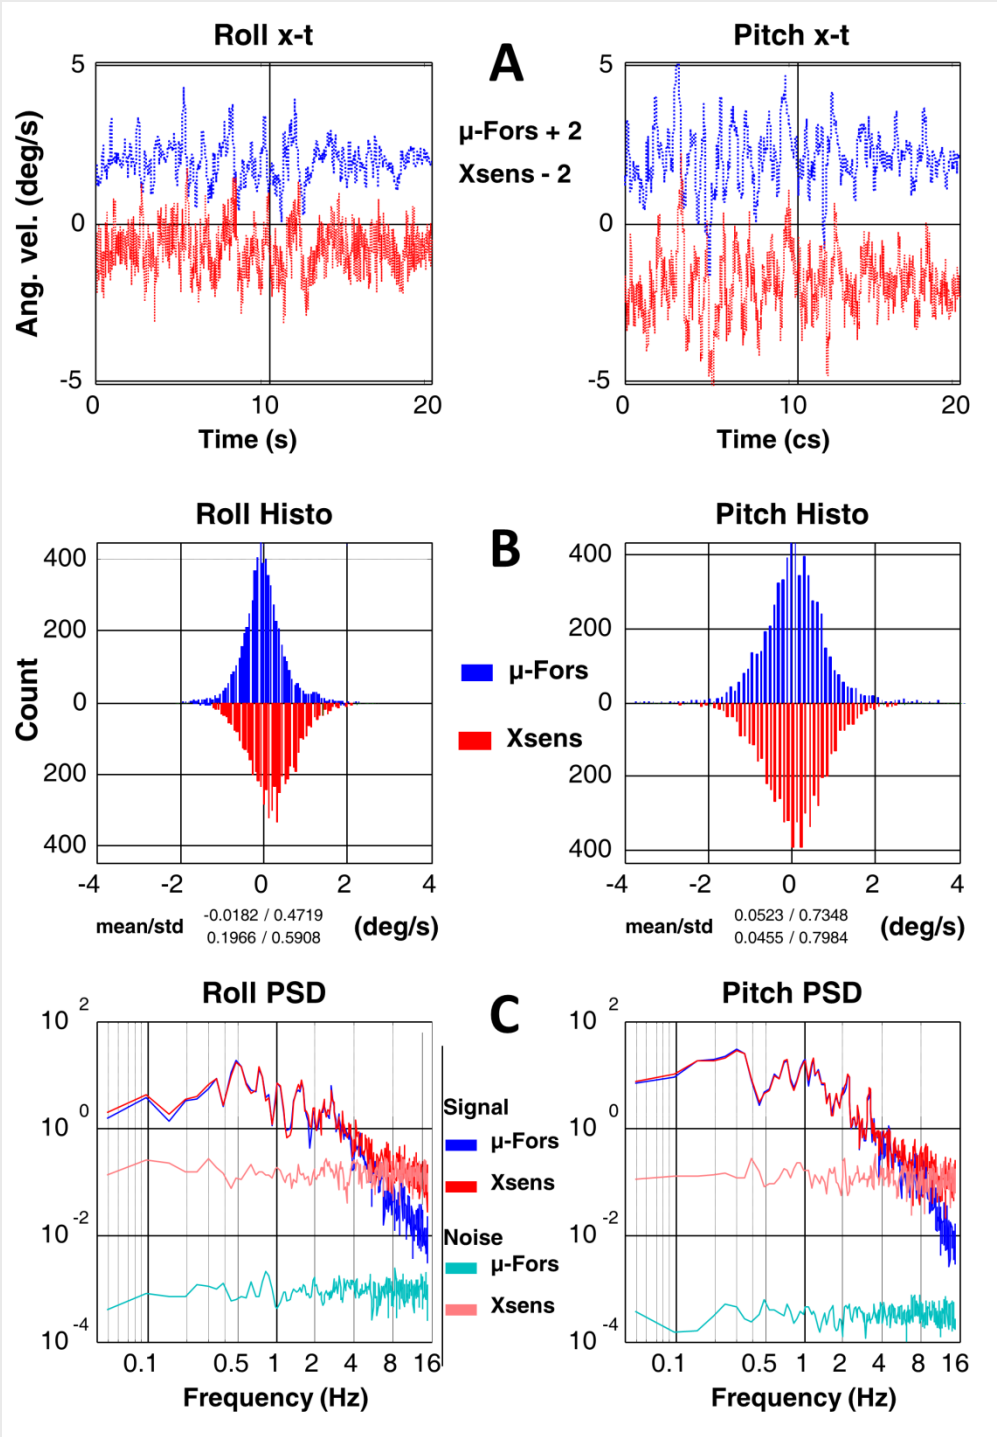 Roll x-t
A
Pitch x-t
µ-Fors + 2
Xsens - 2
Ang. vel. (deg/s)
5
0
-5
0 10 20
Time (s)
5
0
-5
0 10 20
Time (cs)
Roll Histo
B
Pitch Histo
Count
400
200
0
200
400
-4 -2 0 2 4
mean/std
-0.0182 / 0.4719
0.1966 / 0.5908
(deg/s)
µ-Fors
Xsens
400
200
0
200
400
-4 -2 0 2 4
mean/std
0.0523 / 0.7348
0.0455 / 0.7984
(deg/s)
Roll PSD
C
Pitch PSD
10 2
10 0
10 -2
10 -4
0.1 0.5 1 2 4 8 16
Frequency (Hz)
Signal
µ-Fors
Xsens
Noise
µ-Fors
Xsens
10 2
10 0
10 -2
10 -4
0.1 0.5 1 2 4 8 16
Frequency (Hz)